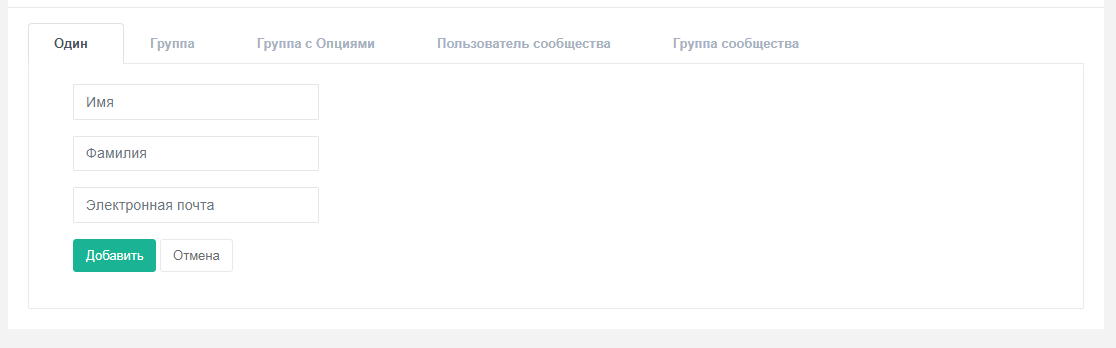 Один Группа Группа с Опциями Пользователь сообщества Группа сообщества
Имя
Фамилия
Электронная почта
Добавить Отмена